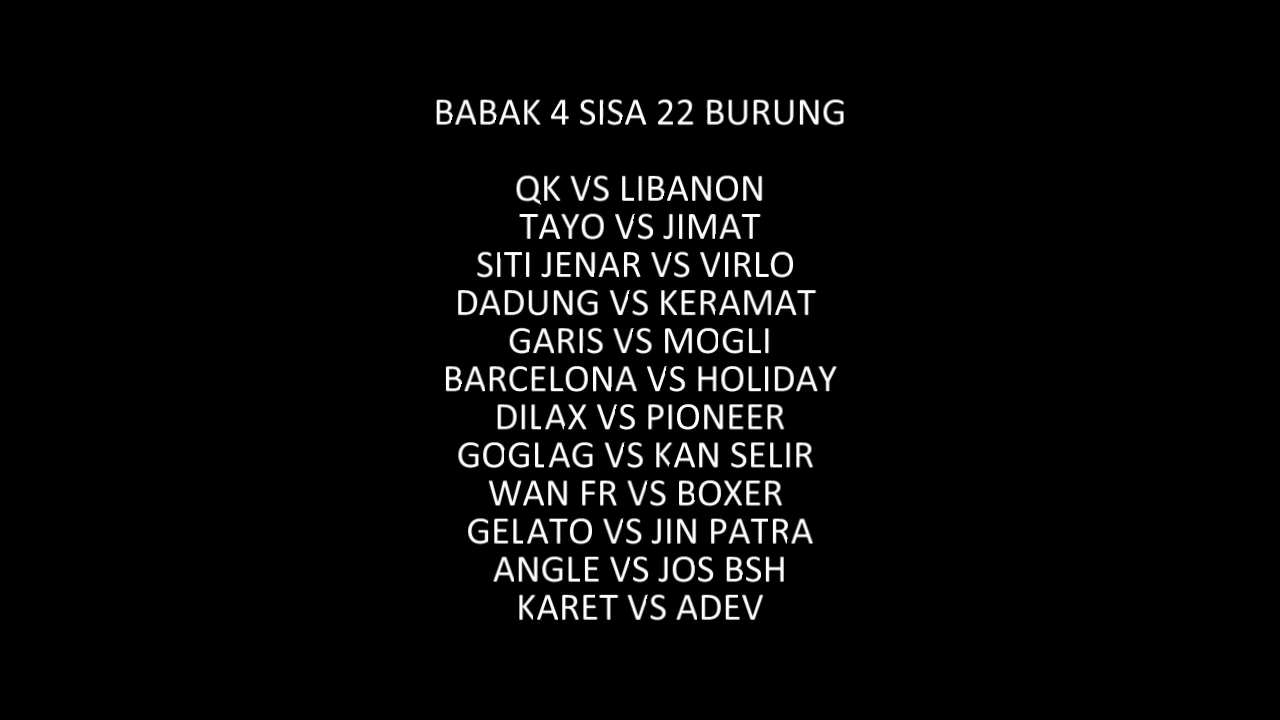 BABAK 4 SISA 22 BURUNG
QK VS LIBANON
TAYO VS JIMAT
SITI JENAR VS VIRLO
DADUNG VS KERAMAT
GARIS VS MOGLI
BARCELONA VS HOLIDAY
DILAX VS PIONEER
GOGLAG VS KAN SELIR
WAN FR VS BOXER
GELATO VS JIN PATRA
ANGLE VS JOS BSH
KARET VS ADEV